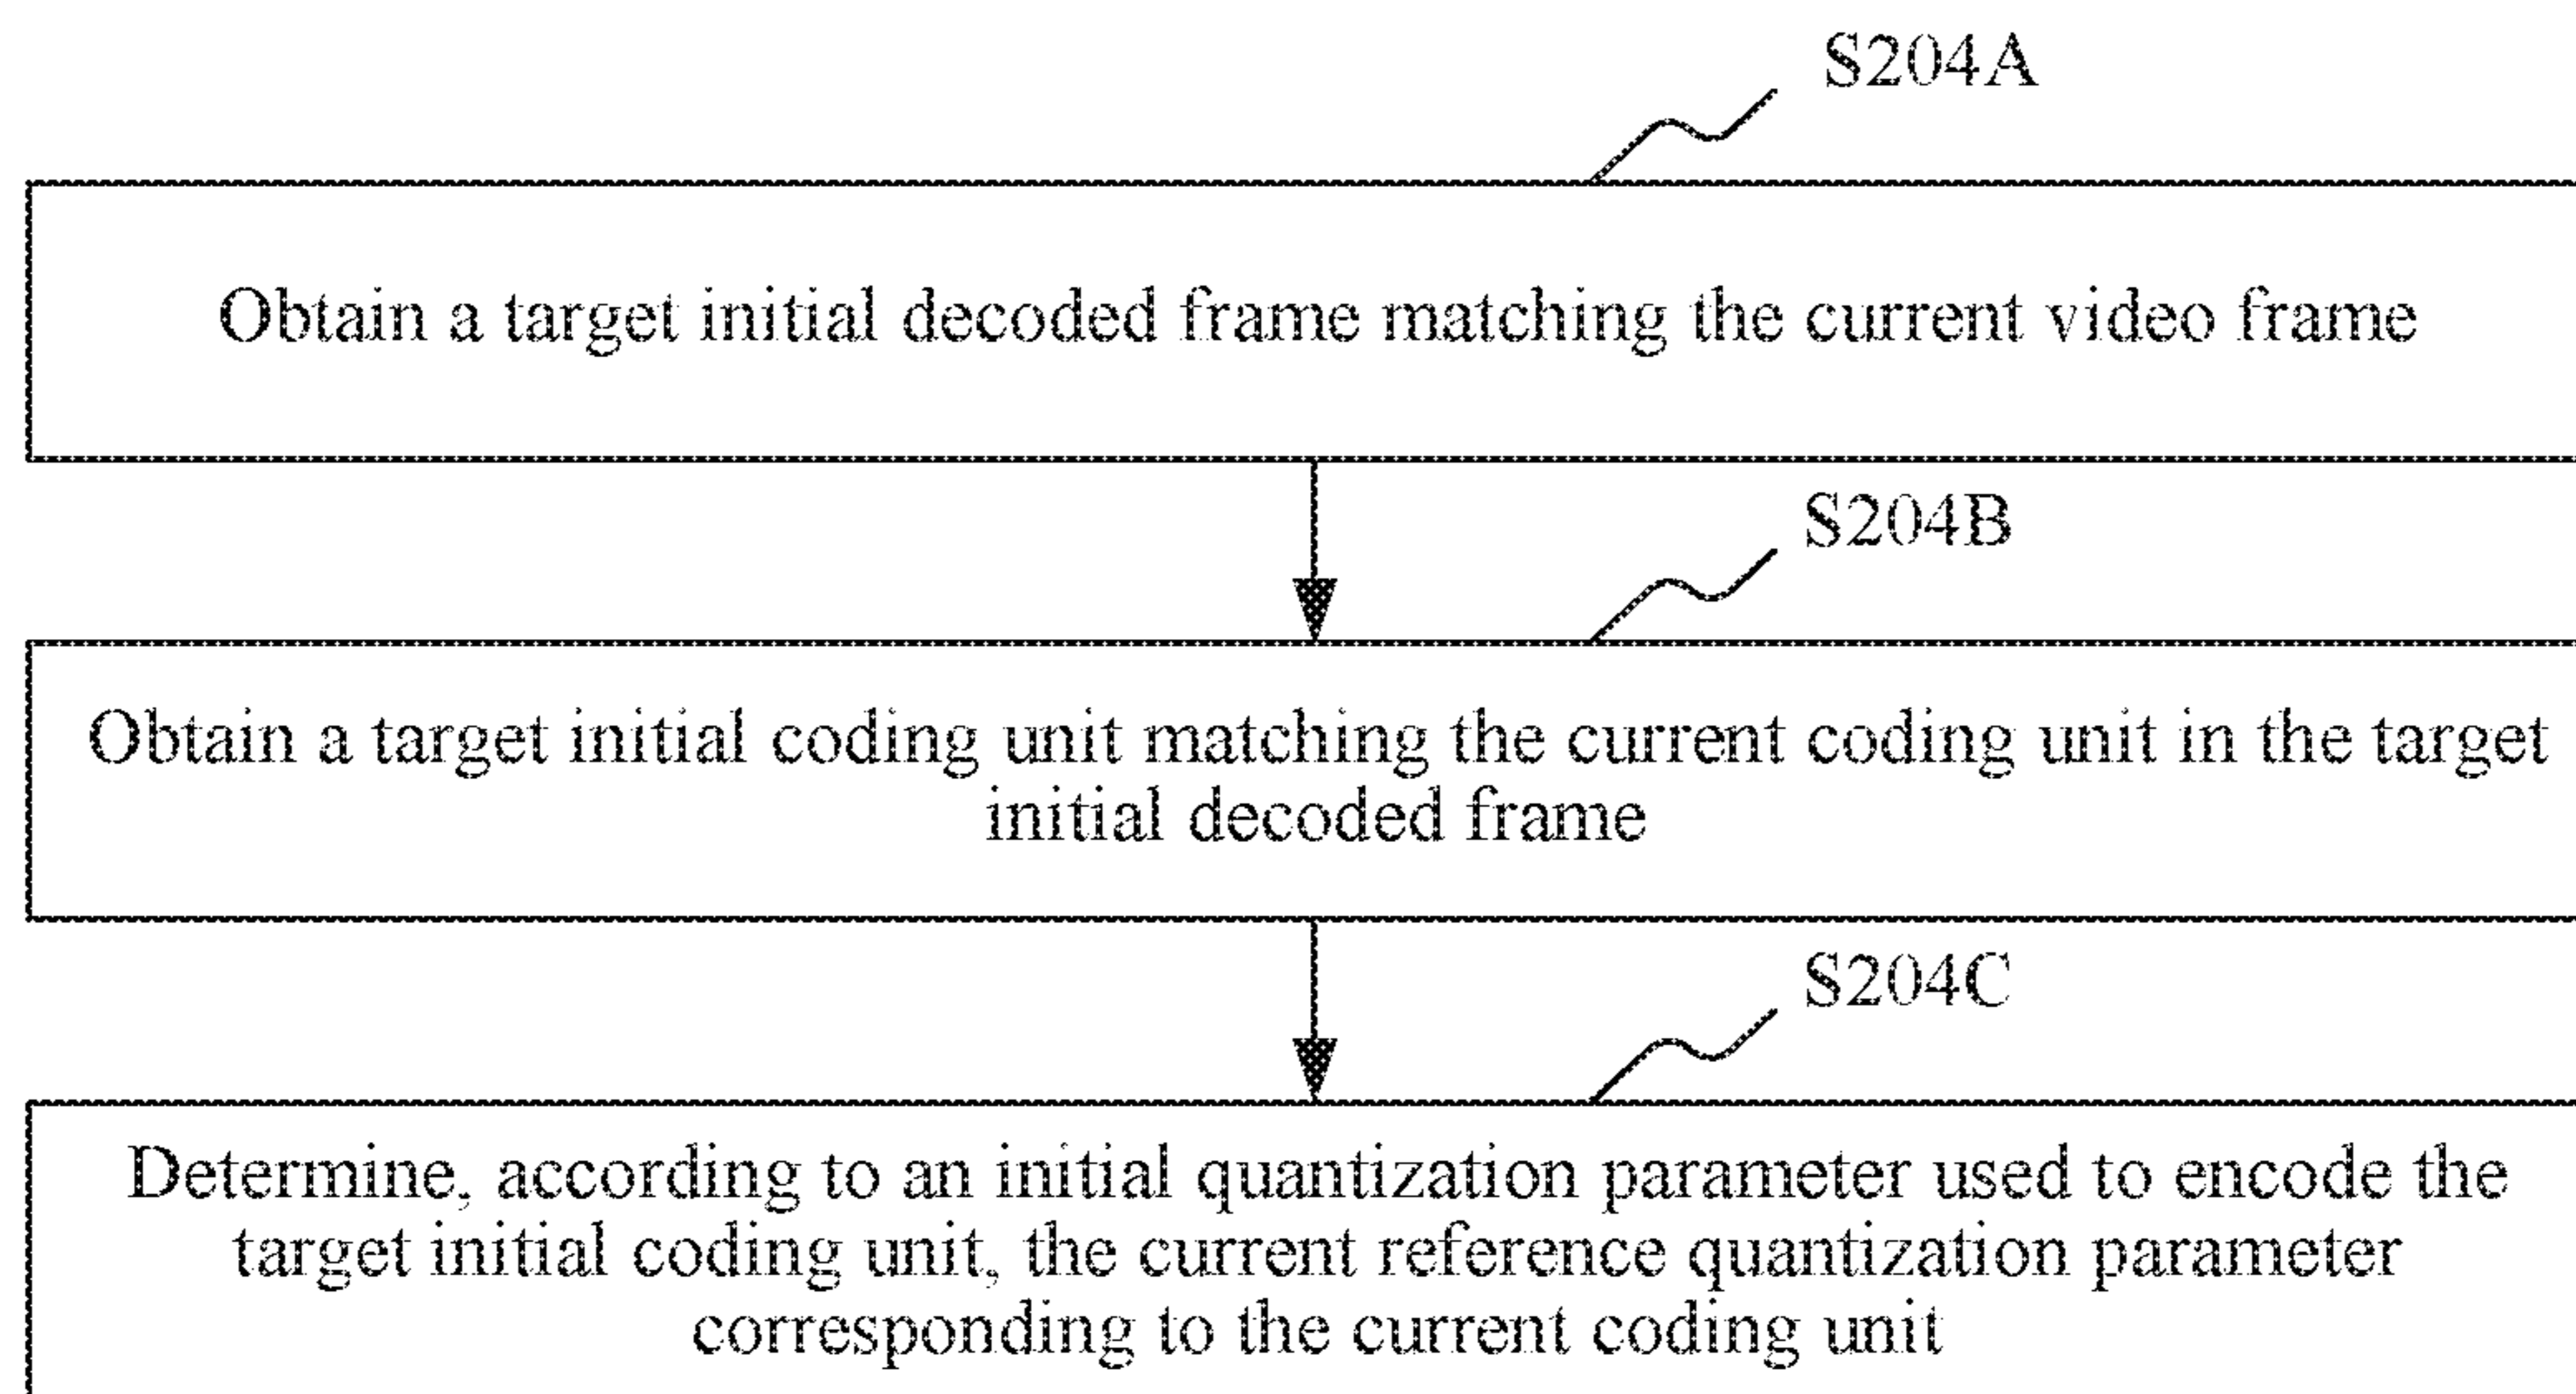 S204A
Obtain a target initial decoded frame matching the current video frame
S204B
Obtain a target initial coding unit matching the current coding unit in the target
initial decoded frame
S204C
Determine, according to an initial quantization parameter used to encode the
target initial coding unit, the current reference quantization parameter
corresponding to the current coding unit